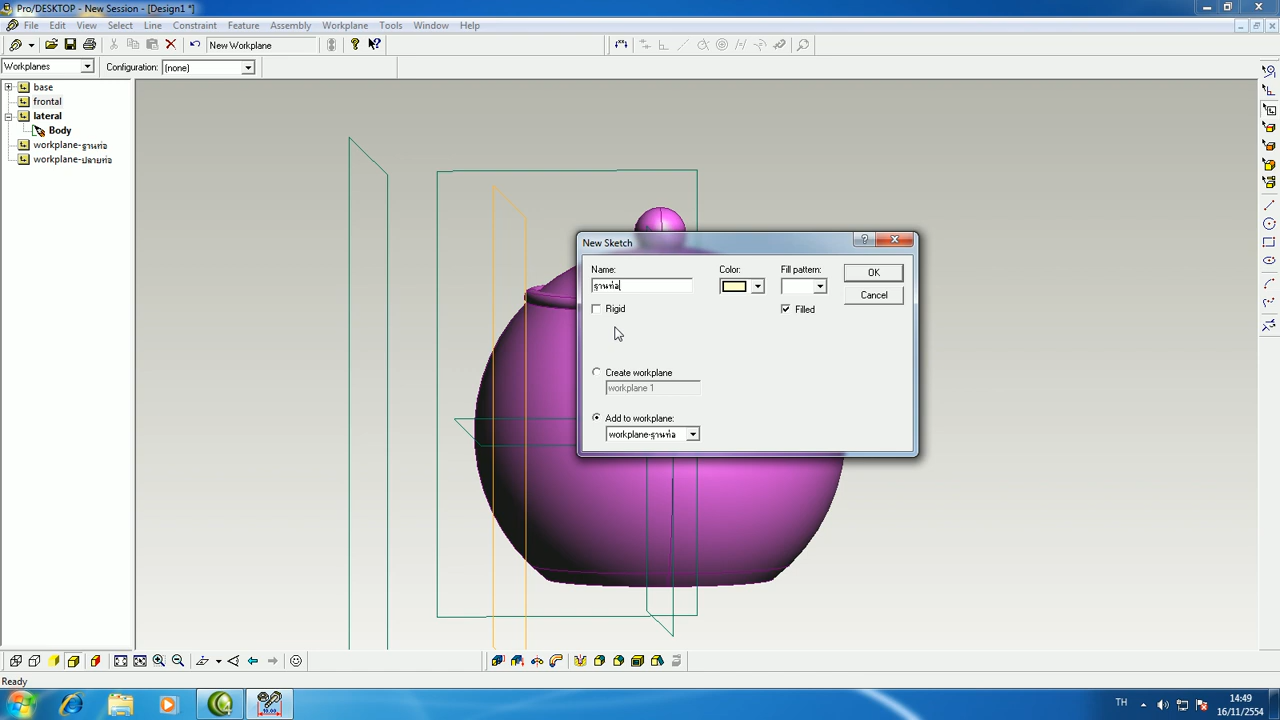 Pro/DESKTOP - New Session - [Design1 *]
File Edit View Select Line Constraint Feature Assembly Workplane Tools Window Help
New Workplane
Workplanes Configuration: (none)
base
frontal
lateral
Body
workplane-ฐานท่อ
workplane-ปลายท่อ
New Sketch
Name: Color: Fill pattern: OK
ฐานท่อ
Cancel
Rigid Filled
Create workplane
workplane 1
Add to workplane:
workplane-ฐานท่อ
Ready
TH 14:49
16/11/2554